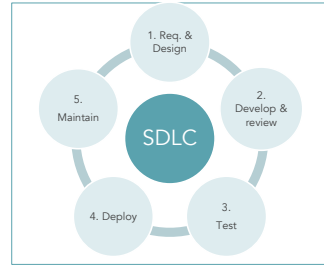 1. Req. &
Design
2.
Develop &
review
3.
Test
4. Deploy
5.
Maintain
SDLC